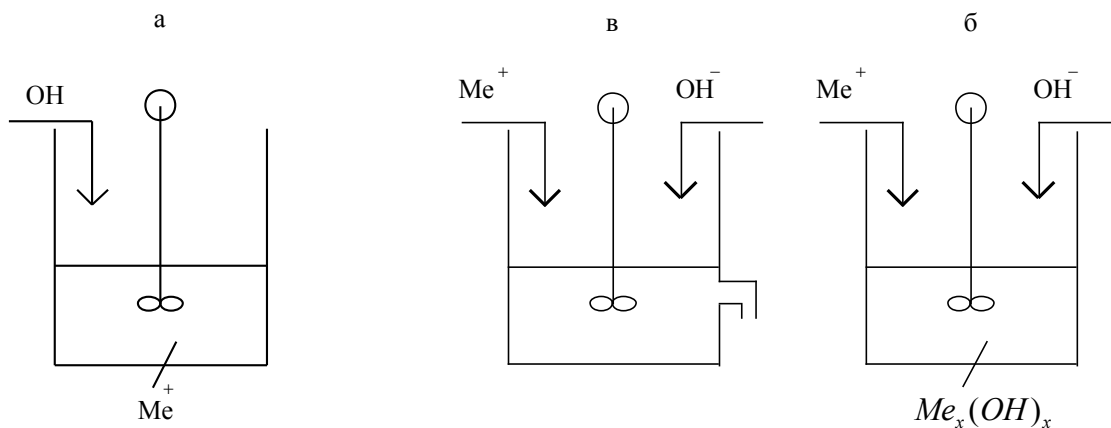 а
в
б
OH
Me⁺
OH⁻
Me⁺
OH⁻
Me⁺
Meₓ(OH)ₓ